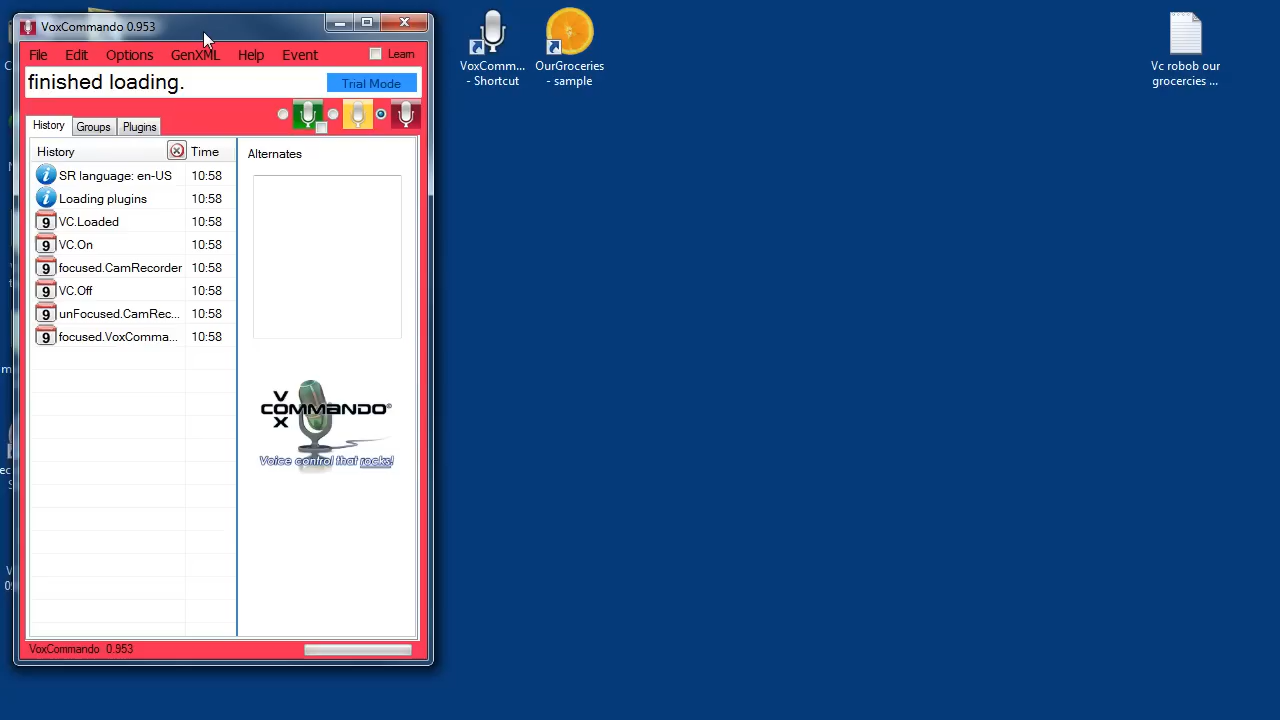 VoxCommando 0.953
File Edit Options GenXML Help Event Learn
finished loading.
Trial Mode
History Groups Plugins
History Time
SR language: en-US 10:58
Loading plugins 10:58
VC.Loaded 10:58
VC.On 10:58
focused.CamRecorder 10:58
VC.Off 10:58
unFocused.CamRec... 10:58
focused.VoxComma... 10:58
Alternates
VOX
COMMANDO
Voice control that rocks!
VoxCommando 0.953
VoxComm...
- Shortcut
OurGroceries
- sample
Vc robob our
grocercies ...